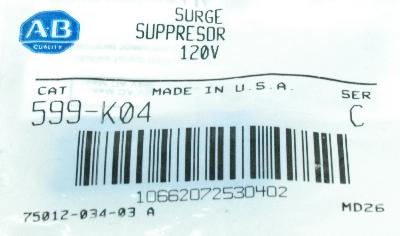 AB
QUALITY
SURGE
SUPPRESOR
120V
CAT
MADE IN U.S.A.
SER
599-K04
C
10662072530402
75012-034-03 A
MD26